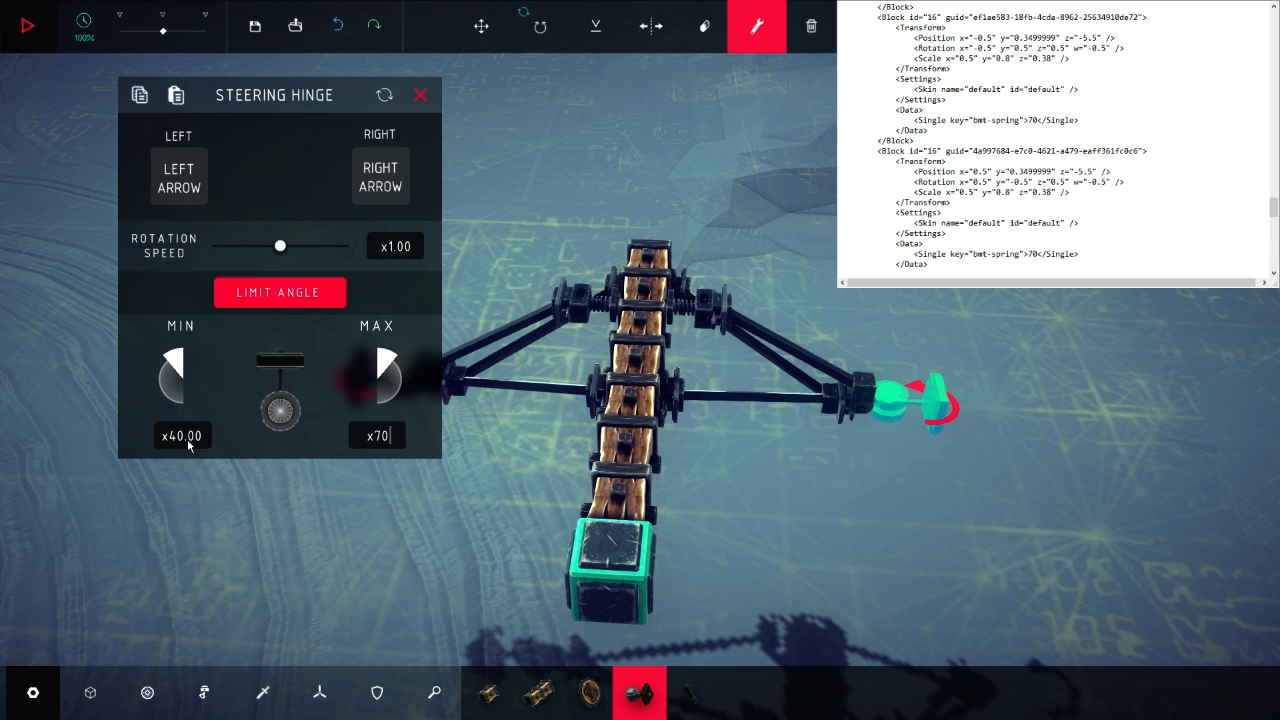 100%
STEERING HINGE
LEFT
RIGHT
LEFT
ARROW
RIGHT
ARROW
ROTATION
SPEED
x1.00
LIMIT ANGLE
MIN
MAX
x40.00
x70
</Block>
<Block id="16" guid="ef1ae583-18fb-4cda-8962-25634910de72">
<Transform>
<Position x="-0.5" y="0.3499999" z="-5.5" />
<Rotation x="-0.5" y="0.5" z="0.5" w="-0.5" />
<Scale x="0.5" y="0.8" z="0.38" />
</Transform>
<Settings>
<Skin name="default" id="default" />
</Settings>
<Data>
<Single key="bmt-spring">70</Single>
</Data>
</Block>
<Block id="16" guid="4a997684-e7c0-4621-a479-eaff361fc0c6">
<Transform>
<Position x="0.5" y="0.3499999" z="-5.5" />
<Rotation x="0.5" y="-0.5" z="0.5" w="-0.5" />
<Scale x="0.5" y="0.8" z="0.38" />
</Transform>
<Settings>
<Skin name="default" id="default" />
</Settings>
<Data>
<Single key="bmt-spring">70</Single>
</Data>